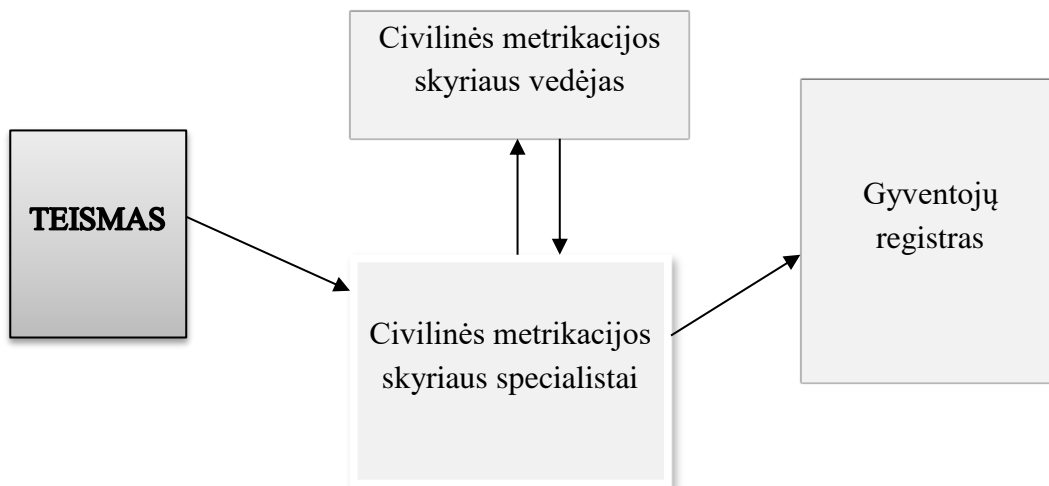 Civilinės metrikacijos
skyriaus vedėjas
TEISMAS
Gyventojų
registras
Civilinės metrikacijos
skyriaus specialistai